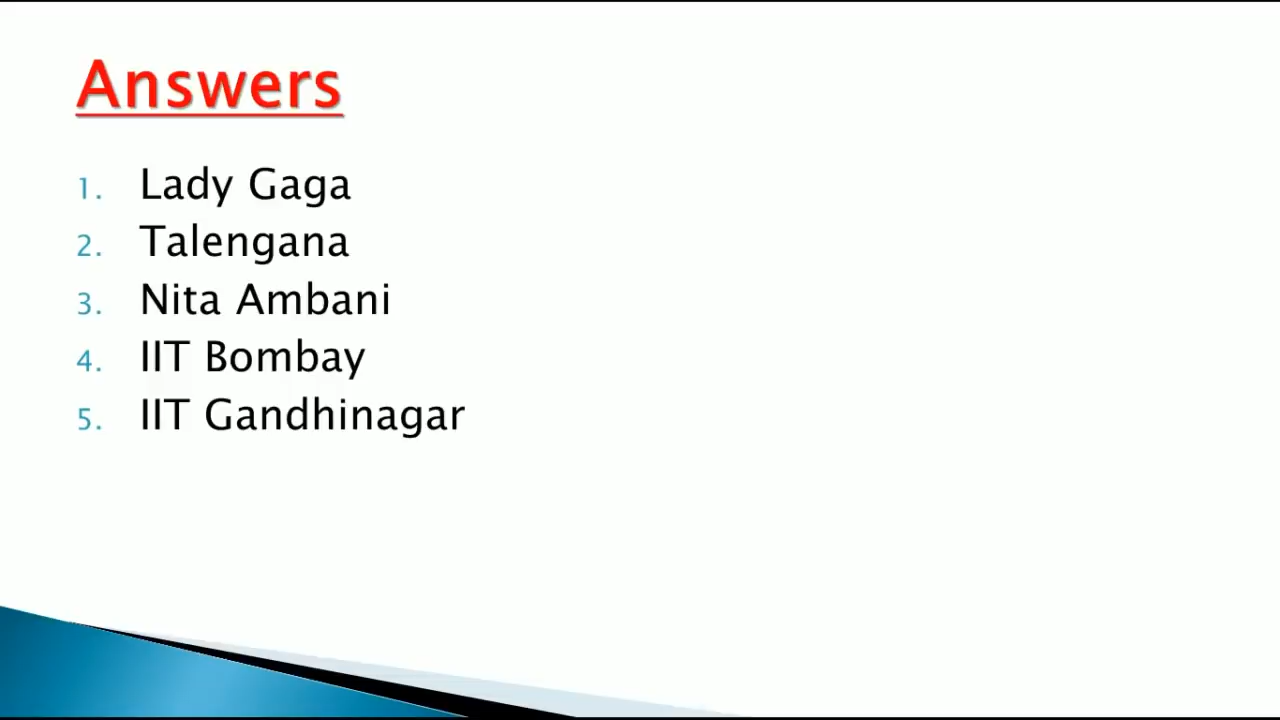 Answers
1. Lady Gaga
2. Talengana
3. Nita Ambani
4. IIT Bombay
5. IIT Gandhinagar